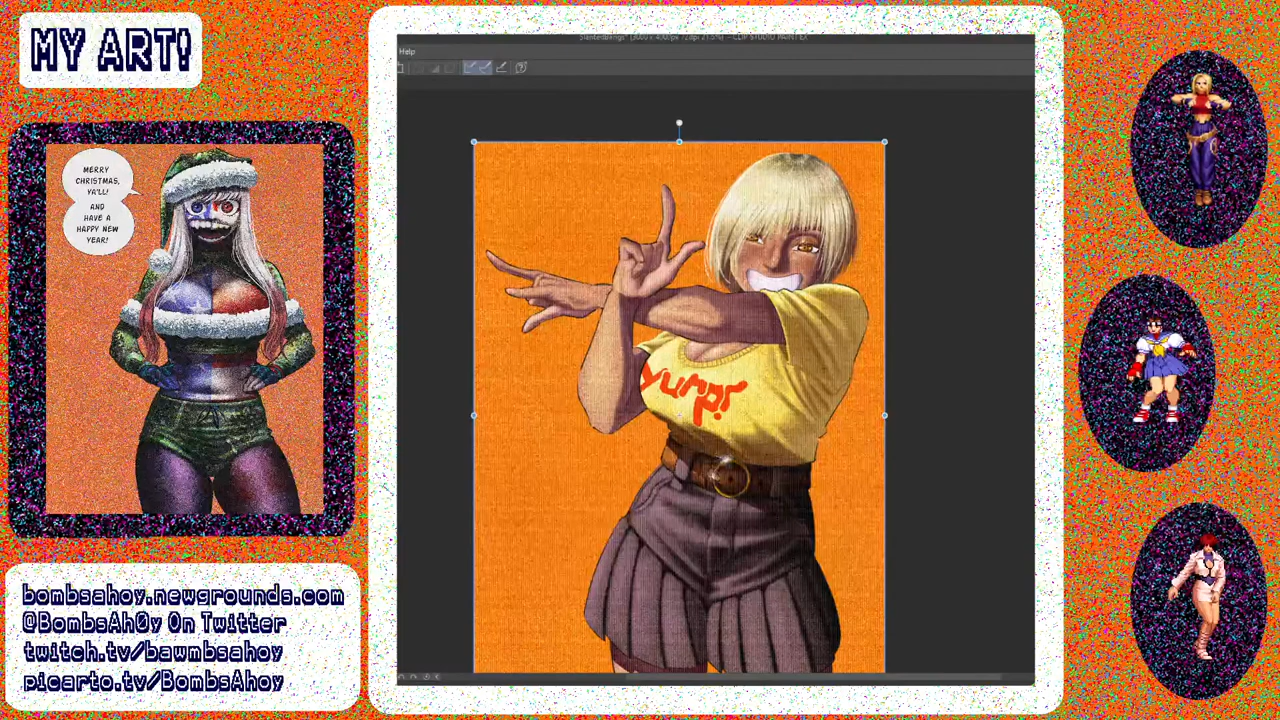 MY ART!
MERRY
CHRISTMAS,
YA'LL!
AND
HAVE A
HAPPY NEW
YEAR!
bombsahoy.newgrounds.com
@BombsAh0y On Twitter
twitch.tv/bawmbsahoy
picarto.tv/BombsAhoy
Help